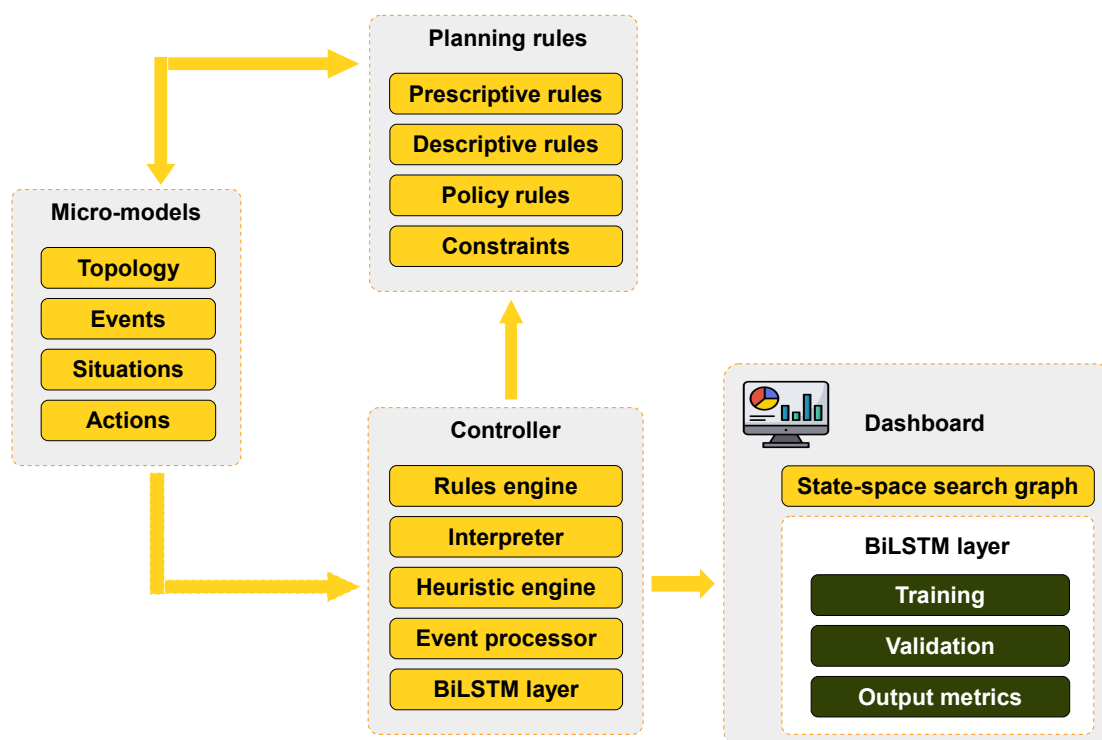 Planning rules
Prescriptive rules
Descriptive rules
Policy rules
Constraints
Micro-models
Topology
Events
Situations
Actions
Controller
Rules engine
Interpreter
Heuristic engine
Event processor
BiLSTM layer
Dashboard
State-space search graph
BiLSTM layer
Training
Validation
Output metrics